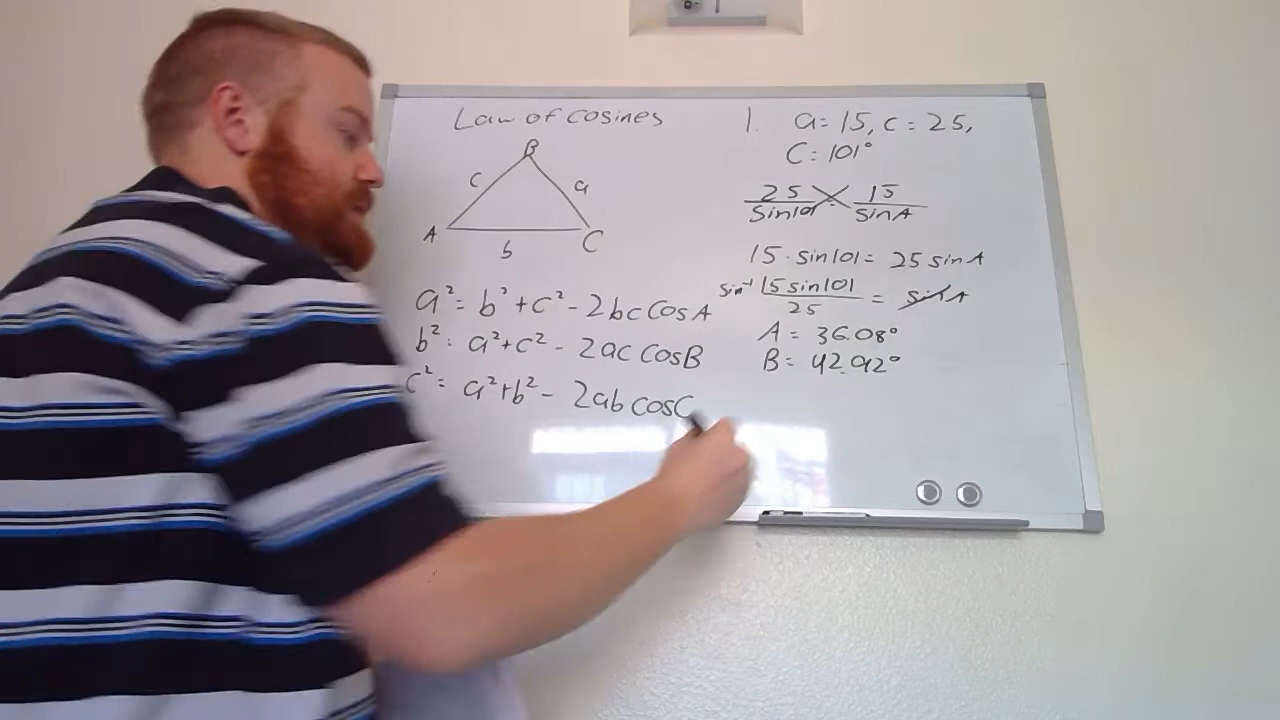 Law of Cosines
B
c
a
A
b
C
a² = b² + c² - 2bc cosA
b² = a² + c² - 2ac cosB
c² = a² + b² - 2ab cosC
1. a = 15, c = 25,
C = 101°
25/sin101 = 15/sinA
15 · sin101 = 25 sinA
sin⁻¹ 15 sin101/25 = sinA
A = 36.08°
B = 42.92°